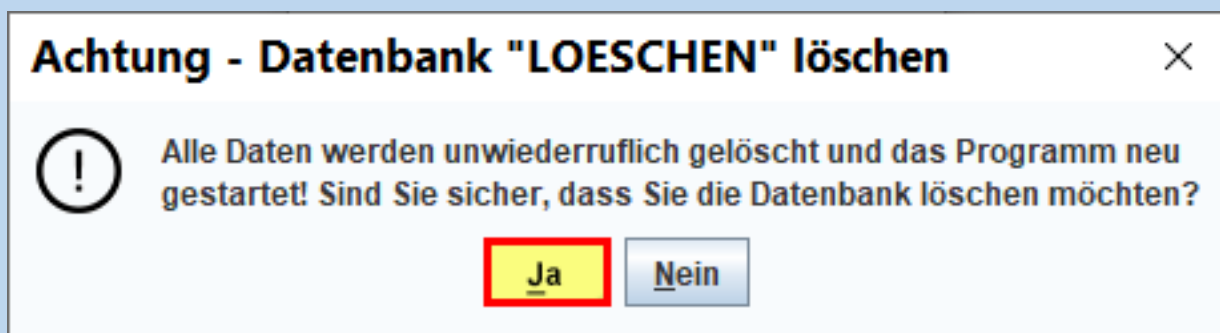 Achtung - Datenbank "LOESCHEN" löschen
Alle Daten werden unwiederruflich gelöscht und das Programm neu
gestartet! Sind Sie sicher, dass Sie die Datenbank löschen möchten?
Ja Nein